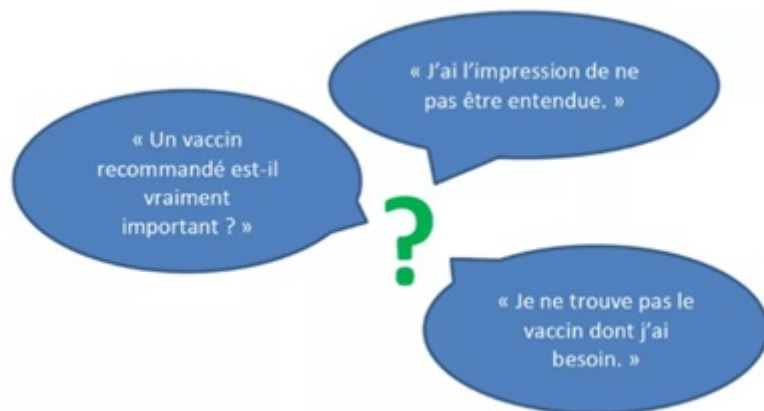 « J'ai l'impression de ne
pas être entendue. »
« Un vaccin
recommandé est-il
vraiment
important ? »
?
« Je ne trouve pas le
vaccin dont j'ai
besoin. »